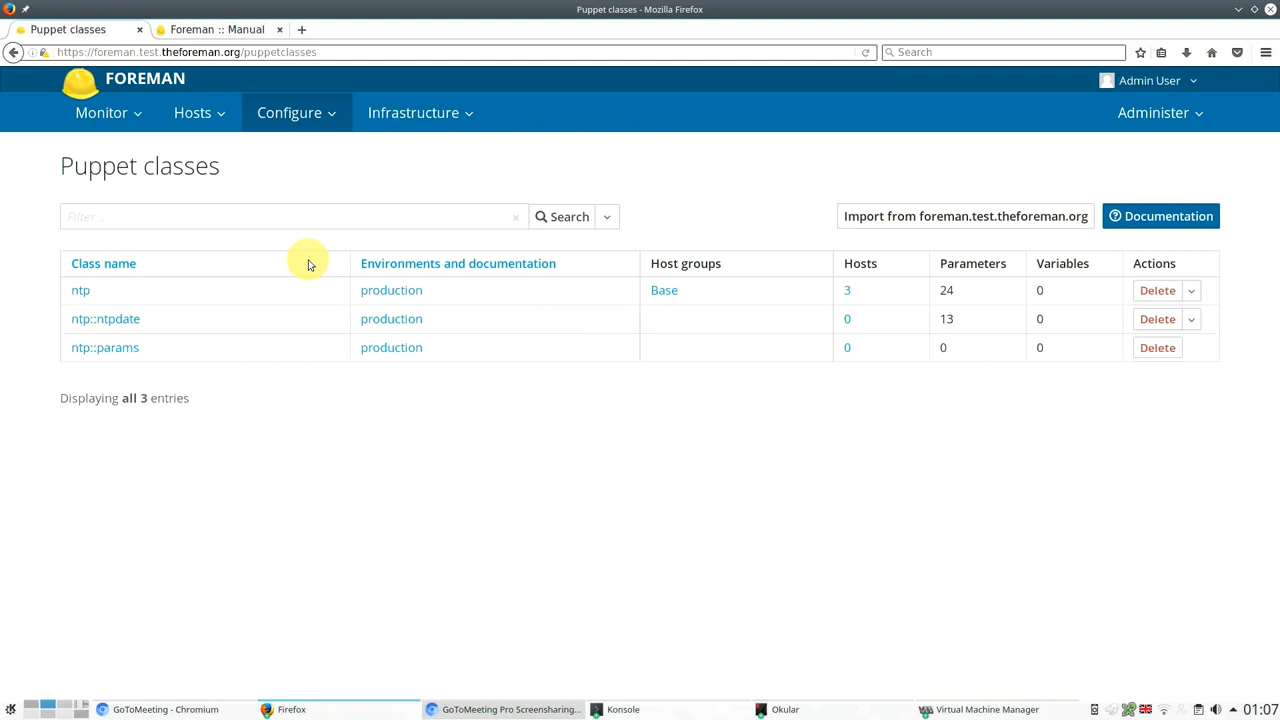 Puppet classes - Mozilla Firefox
Puppet classes
Foreman :: Manual
https://foreman.test.theforeman.org/puppetclasses
Search
FOREMAN
Admin User
Monitor Hosts Configure Infrastructure Administer
Puppet classes
Filter ...
Search
Import from foreman.test.theforeman.org
Documentation
Class name Environments and documentation Host groups Hosts Parameters Variables Actions
ntp production Base 3 24 0 Delete
ntp::ntpdate production 0 13 0 Delete
ntp::params production 0 0 0 Delete
Displaying all 3 entries
GoToMeeting - Chromium Firefox GoToMeeting Pro Screensharing... Konsole Okular Virtual Machine Manager 01:07